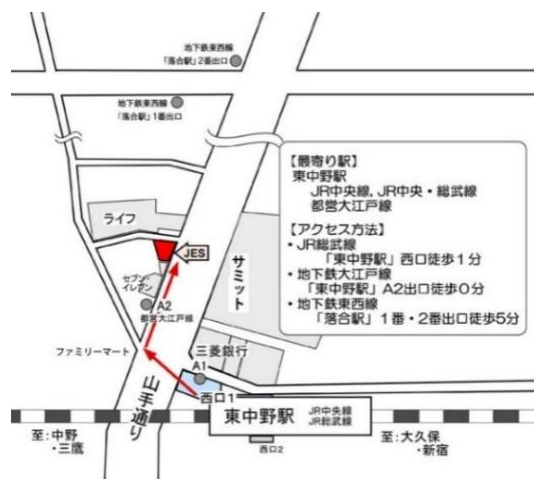 地下鉄東西線
「落合駅」2番出口
地下鉄東西線
「落合駅」1番出口
【最寄り駅】
東中野駅
JR中央線，JR中央・総武線
都営大江戸線
【アクセス方法】
・JR総武線
「東中野駅」西口徒歩1分
・地下鉄大江戸線
「東中野駅」A2出口徒歩0分
・地下鉄東西線
「落合駅」1番・2番出口徒歩5分
ライフ
JES
サミット
セブン
イレブン
A2
都営大江戸線
ファミリーマート
三菱銀行
A1
西口1
山手通り
東中野駅
JR中央線
JR総武線
西口2
至：中野
・三鷹
至：大久保
・新宿